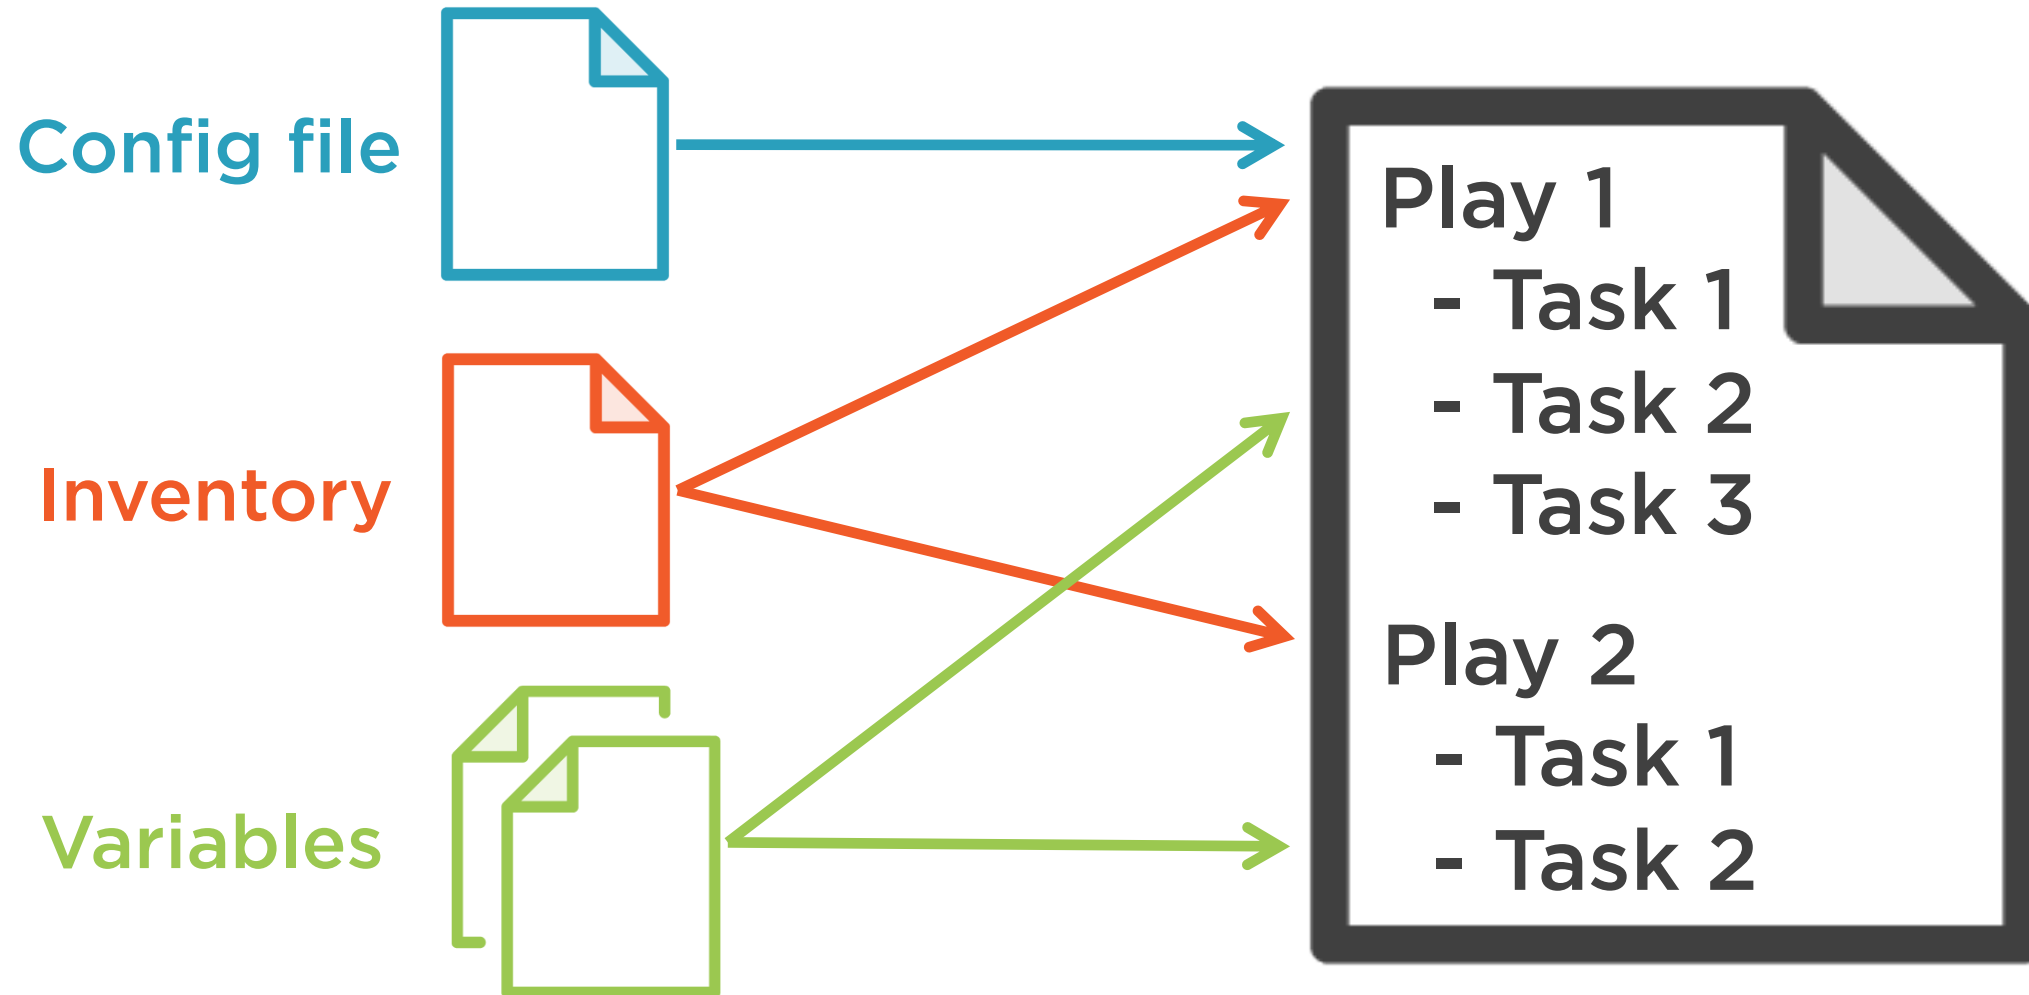 Config file
Inventory
Variables
Play 1
- Task 1
- Task 2
- Task 3
Play 2
- Task 1
- Task 2